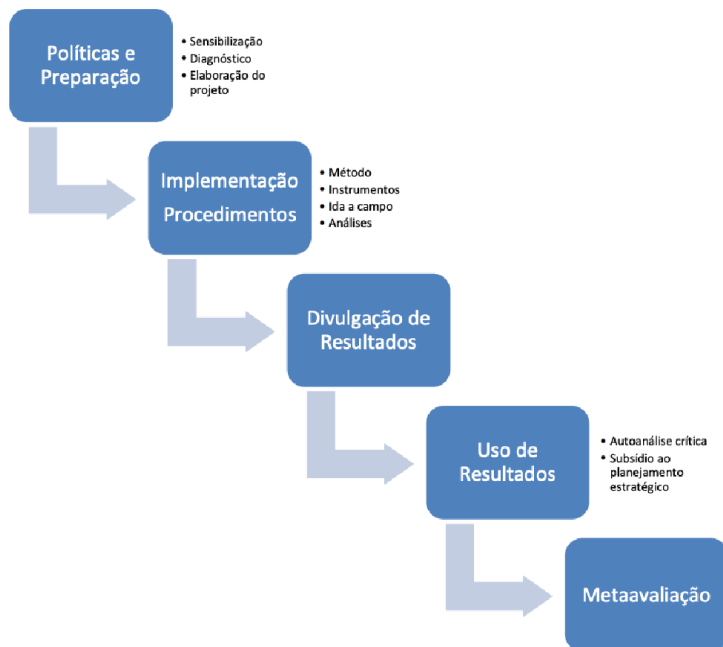 Políticas e
Preparação
• Sensibilização
• Diagnóstico
• Elaboração do
projeto
Implementação
Procedimentos
• Método
• Instrumentos
• Ida a campo
• Análises
Divulgação de
Resultados
Uso de
Resultados
• Autoanálise crítica
• Subsídio ao
planejamento
estratégico
Metaavaliação